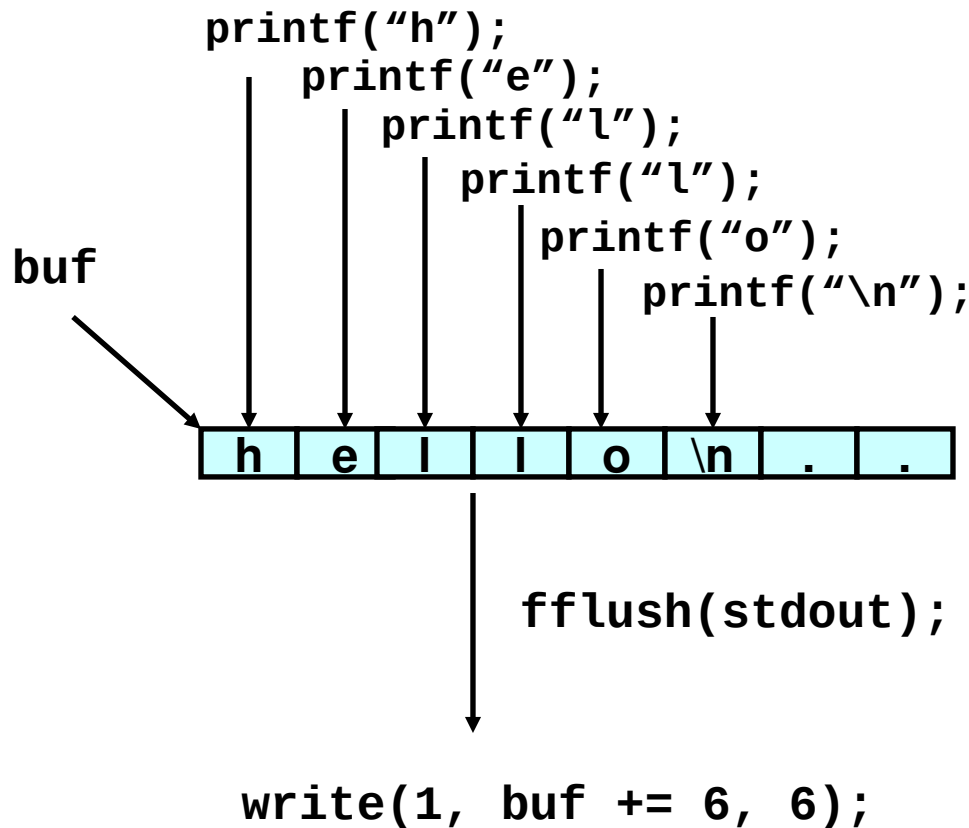 printf(“h”);
printf(“e”);
printf(“l”);
printf(“l”);
printf(“o”);
buf
printf(“\n”);
h e l l o \n . .
fflush(stdout);
write(1, buf += 6, 6);